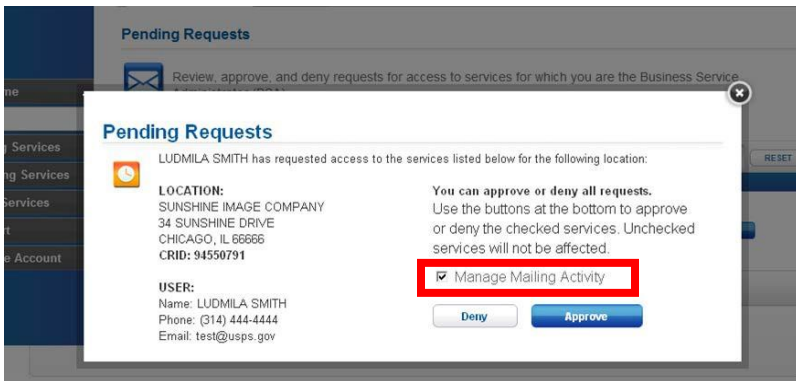 Pending Requests
Review, approve, and deny requests for access to services for which you are the Business Service
Pending Requests
LUDMILA SMITH has requested access to the services listed below for the following location:
LOCATION:
SUNSHINE IMAGE COMPANY
34 SUNSHINE DRIVE
CHICAGO, IL 66666
CRID: 94550791
USER:
Name: LUDMILA SMITH
Phone: (314) 444-4444
Email: test@usps.gov
You can approve or deny all requests.
Use the buttons at the bottom to approve
or deny the checked services. Unchecked
services will not be affected.
Manage Mailing Activity
Deny Approve
Services
Services
Services
Account
RESET